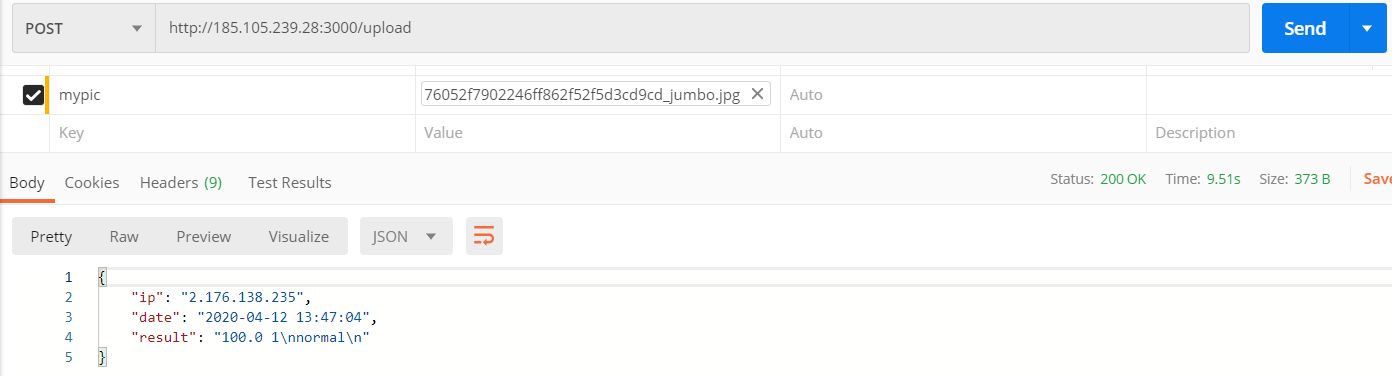 POST http://185.105.239.28:3000/upload Send
mypic 76052f7902246ff862f52f5d3cd9cd_jumbo.jpg Auto
Key Value Auto Description
Body Cookies Headers (9) Test Results Status: 200 OK Time: 9.51s Size: 373 B Save
Pretty Raw Preview Visualize JSON
1 {
2 "ip": "2.176.138.235",
3 "date": "2020-04-12 13:47:04",
4 "result": "100.0 1\nnormal\n"
5 }